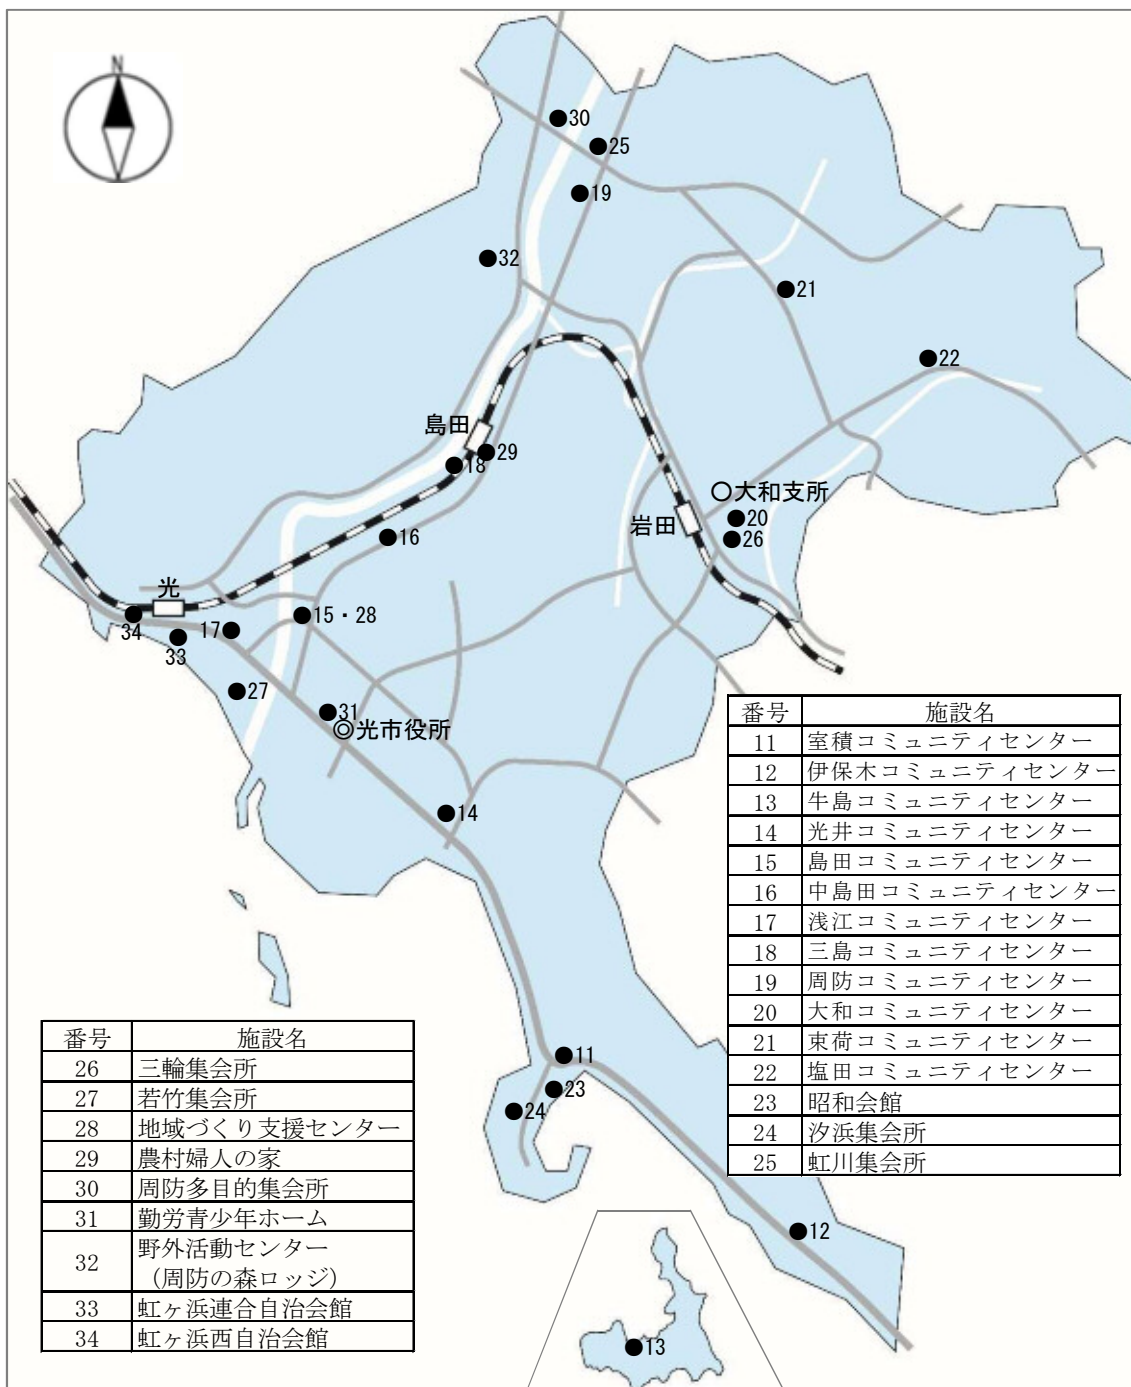 N
30
25
19
32
21
22
島田
29
18
大和支所
20
岩田
26
16
光
34
33
17
15・28
27
31
光市役所
14
11
23
24
12
13
番号 施設名
11 室積コミュニティセンター
12 伊保木コミュニティセンター
13 牛島コミュニティセンター
14 光井コミュニティセンター
15 島田コミュニティセンター
16 中島田コミュニティセンター
17 浅江コミュニティセンター
18 三島コミュニティセンター
19 周防コミュニティセンター
20 大和コミュニティセンター
21 束荷コミュニティセンター
22 塩田コミュニティセンター
23 昭和会館
24 汐浜集会所
25 虹川集会所
番号 施設名
26 三輪集会所
27 若竹集会所
28 地域づくり支援センター
29 農村婦人の家
30 周防多目的集会所
31 勤労青少年ホーム
32 野外活動センター
（周防の森ロッジ）
33 虹ヶ浜連合自治会館
34 虹ヶ浜西自治会館